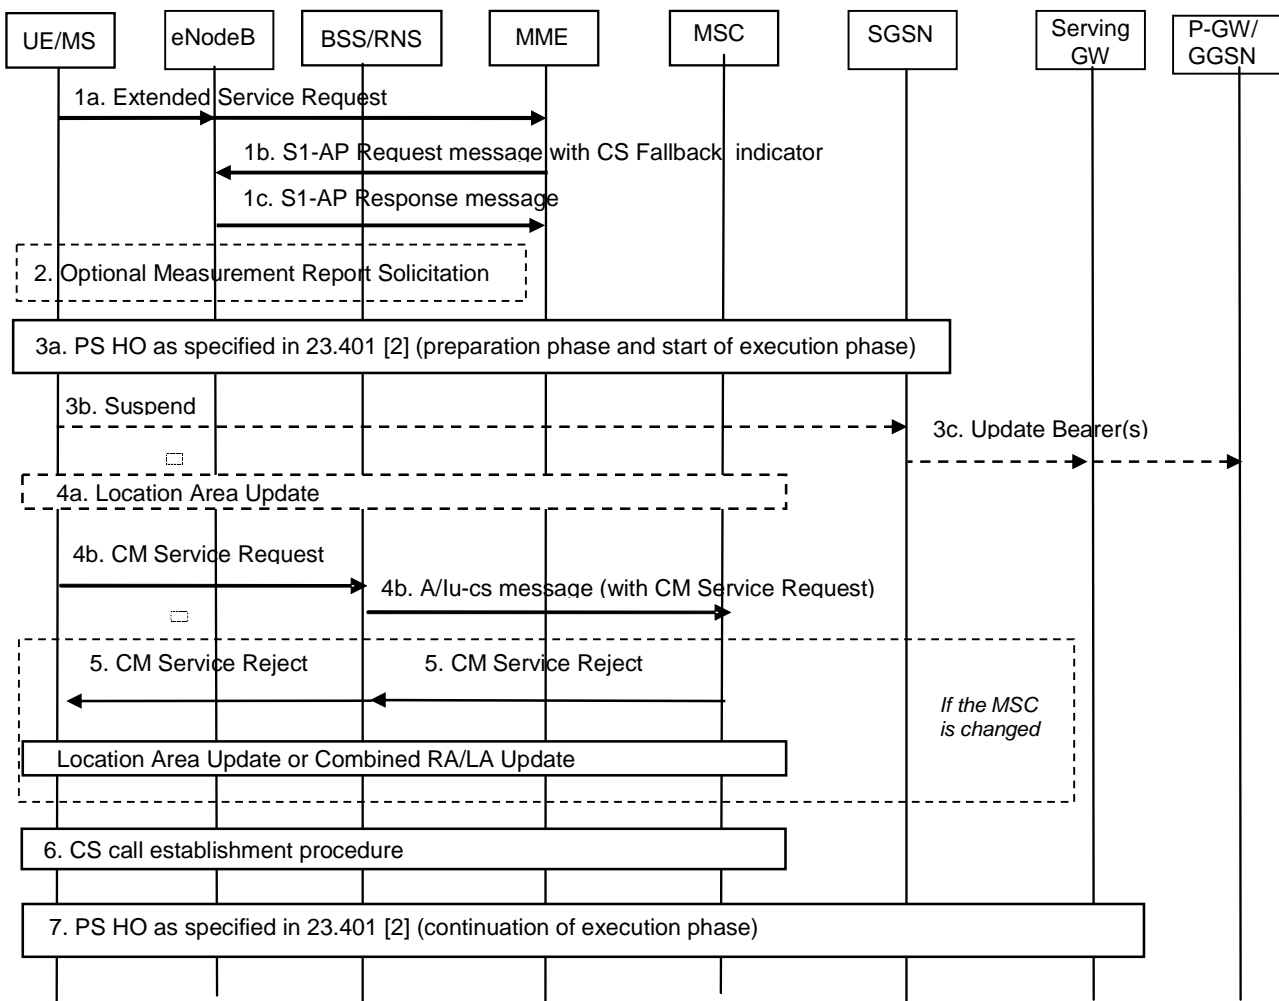 UE/MS
eNodeB
BSS/RNS
MME
MSC
SGSN
Serving
GW
P-GW/
GGSN
1a. Extended Service Request
1b. S1-AP Request message with CS Fallback indicator
1c. S1-AP Response message
2. Optional Measurement Report Solicitation
3a. PS HO as specified in 23.401 [2] (preparation phase and start of execution phase)
3b. Suspend
3c. Update Bearer(s)
4a. Location Area Update
4b. CM Service Request
4b. A/Iu-cs message (with CM Service Request)
5. CM Service Reject
5. CM Service Reject
If the MSC
is changed
Location Area Update or Combined RA/LA Update
6. CS call establishment procedure
7. PS HO as specified in 23.401 [2] (continuation of execution phase)